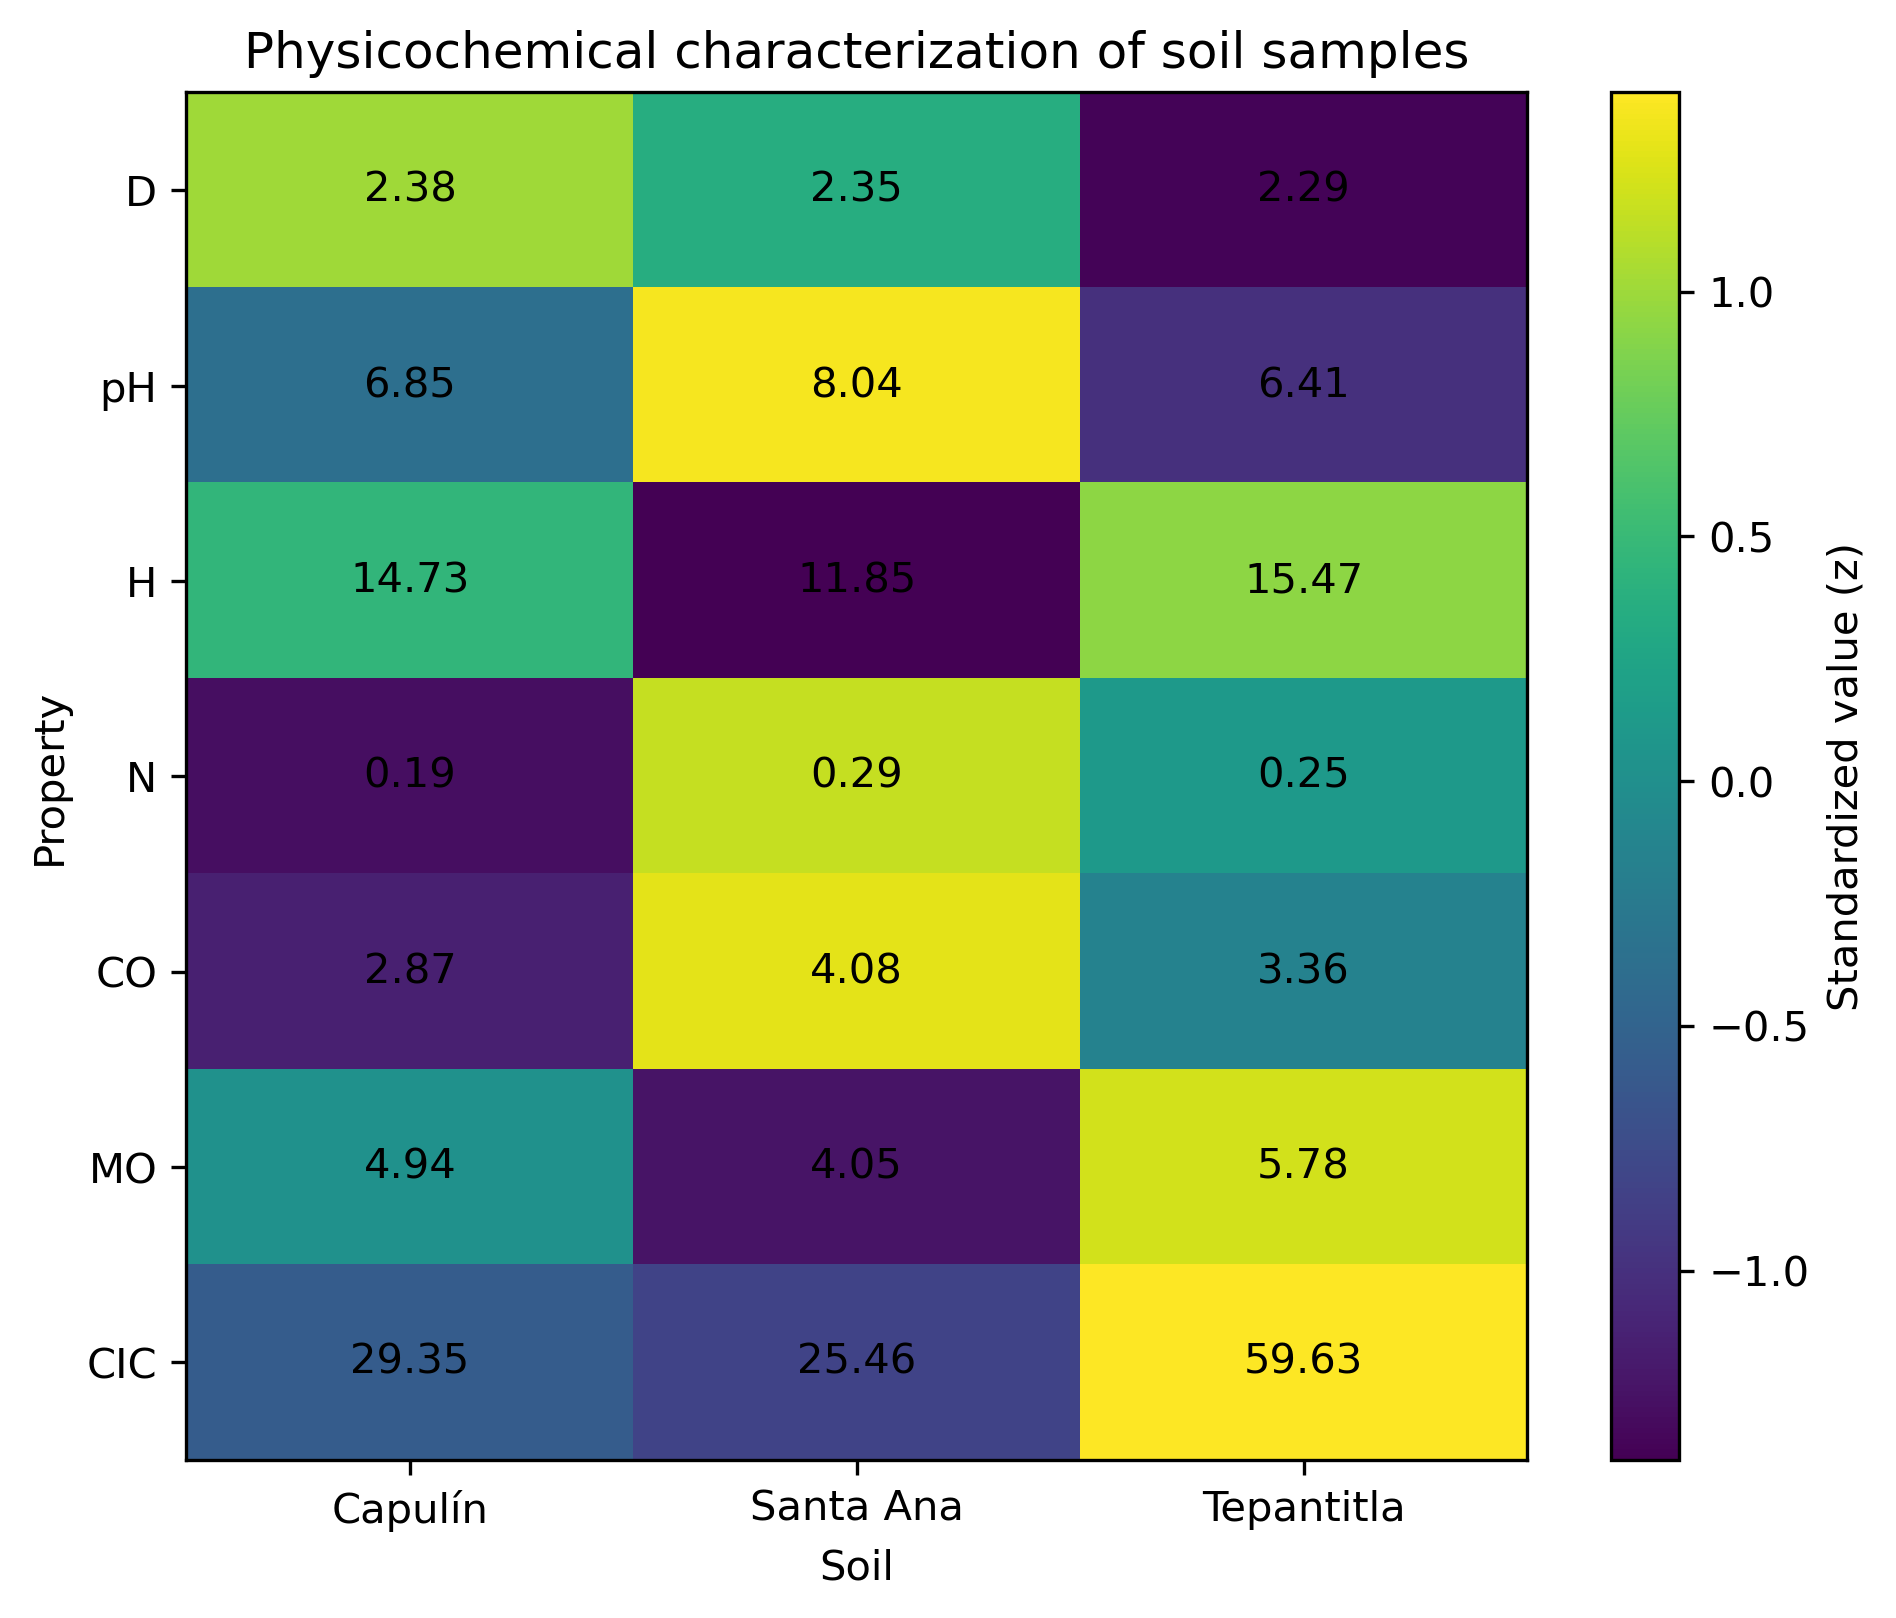 Physicochemical characterization of soil samples
D 2.38 2.35 2.29
pH 6.85 8.04 6.41
H 14.73 11.85 15.47
N 0.19 0.29 0.25
CO 2.87 4.08 3.36
MO 4.94 4.05 5.78
CIC 29.35 25.46 59.63
Capulín Santa Ana Tepantitla
Soil
Property
1.0
0.5
0.0
−0.5
−1.0
Standardized value (z)